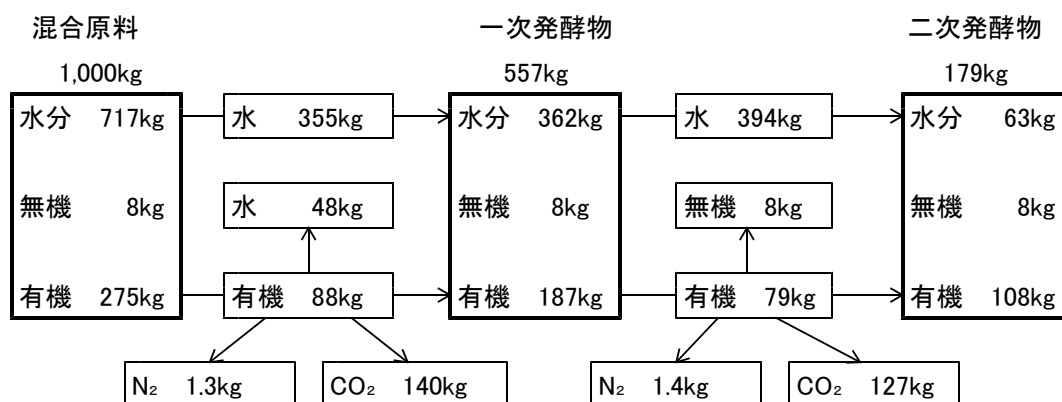 混合原料 一次発酵物 二次発酵物
1,000kg 557kg 179kg
水分 717kg 水 355kg 水分 362kg 水 394kg 水分 63kg
無機 8kg 水 48kg 無機 8kg 無機 8kg 無機 8kg
有機 275kg 有機 88kg 有機 187kg 有機 79kg 有機 108kg
N₂ 1.3kg CO₂ 140kg N₂ 1.4kg CO₂ 127kg